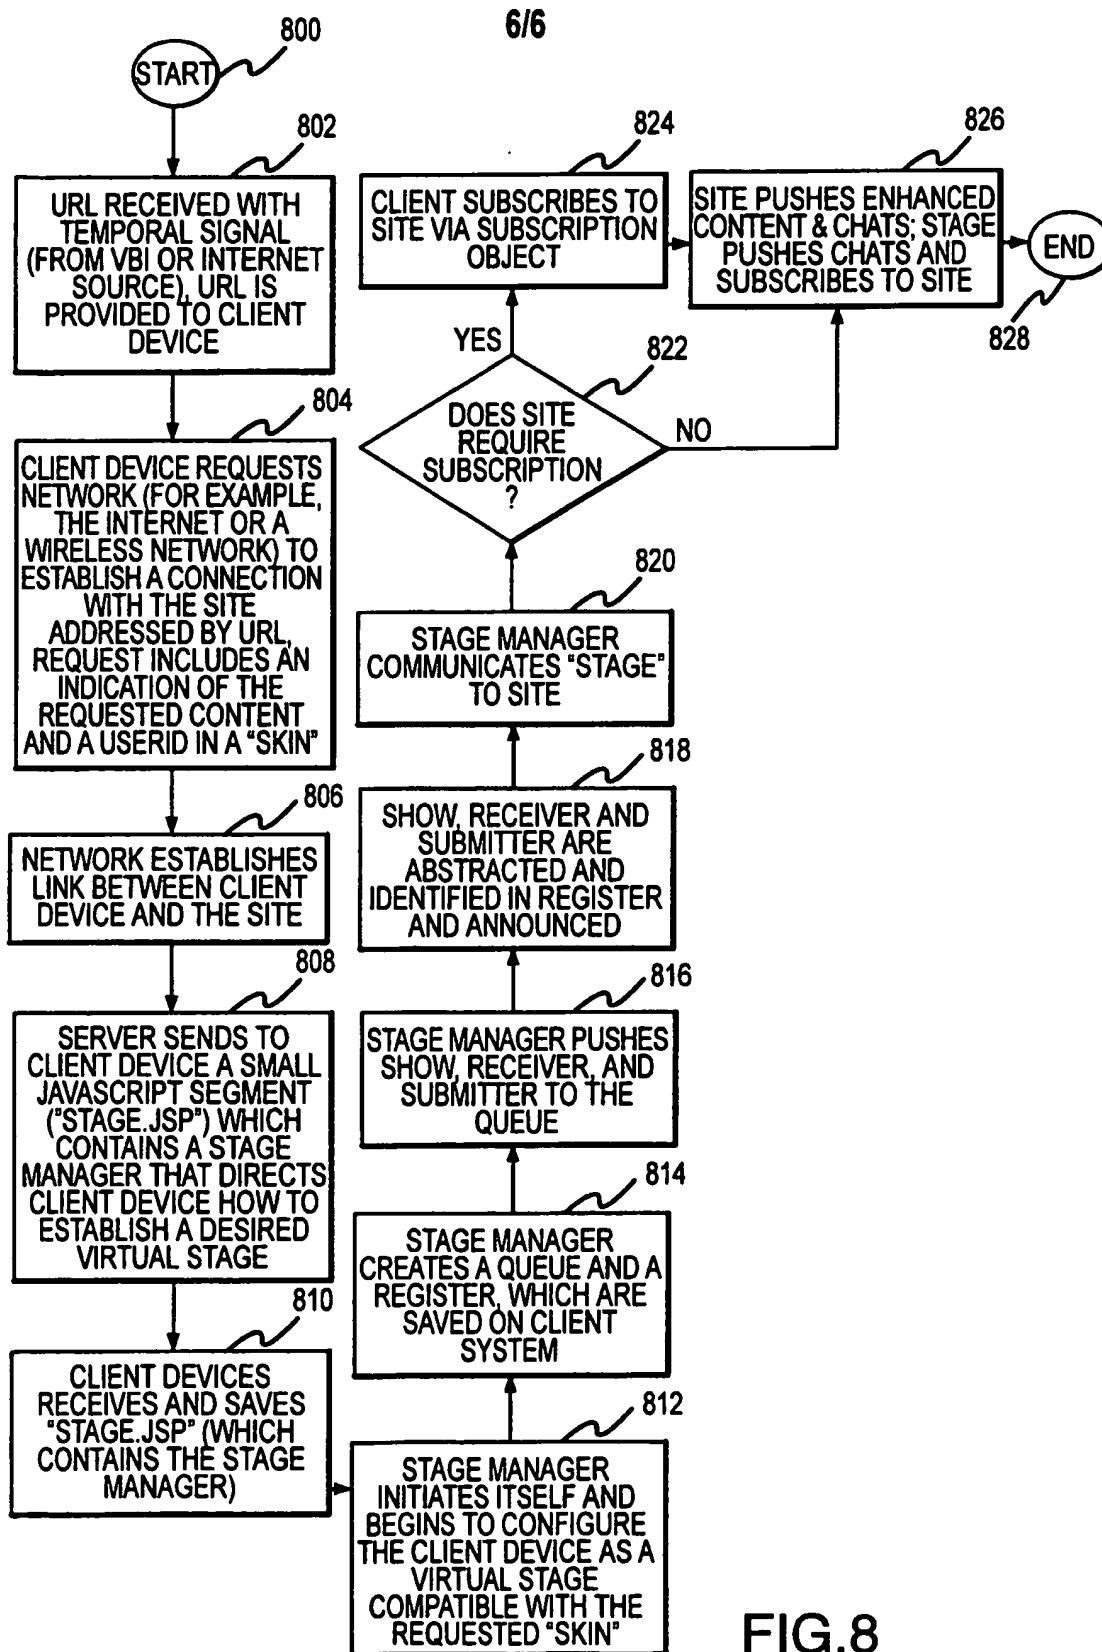 6/6
800
START
802
URL RECEIVED WITH
TEMPORAL SIGNAL
(FROM VBI OR INTERNET
SOURCE), URL IS
PROVIDED TO CLIENT
DEVICE
804
CLIENT DEVICE REQUESTS
NETWORK (FOR EXAMPLE,
THE INTERNET OR A
WIRELESS NETWORK) TO
ESTABLISH A CONNECTION
WITH THE SITE
ADDRESSED BY URL,
REQUEST INCLUDES AN
INDICATION OF THE
REQUESTED CONTENT
AND A USERID IN A "SKIN"
806
NETWORK ESTABLISHES
LINK BETWEEN CLIENT
DEVICE AND THE SITE
808
SERVER SENDS TO
CLIENT DEVICE A SMALL
JAVASCRIPT SEGMENT
("STAGE.JSP") WHICH
CONTAINS A STAGE
MANAGER THAT DIRECTS
CLIENT DEVICE HOW TO
ESTABLISH A DESIRED
VIRTUAL STAGE
810
CLIENT DEVICES
RECEIVES AND SAVES
"STAGE.JSP" (WHICH
CONTAINS THE STAGE
MANAGER)
812
STAGE MANAGER
INITIATES ITSELF AND
BEGINS TO CONFIGURE
THE CLIENT DEVICE AS A
VIRTUAL STAGE
COMPATIBLE WITH THE
REQUESTED "SKIN"
814
STAGE MANAGER
CREATES A QUEUE AND A
REGISTER, WHICH ARE
SAVED ON CLIENT
SYSTEM
816
STAGE MANAGER PUSHES
SHOW, RECEIVER, AND
SUBMITTER TO THE
QUEUE
818
SHOW, RECEIVER AND
SUBMITTER ARE
ABSTRACTED AND
IDENTIFIED IN REGISTER
AND ANNOUNCED
820
STAGE MANAGER
COMMUNICATES "STAGE"
TO SITE
822
DOES SITE
REQUIRE
SUBSCRIPTION
?
YES
NO
824
CLIENT SUBSCRIBES TO
SITE VIA SUBSCRIPTION
OBJECT
826
SITE PUSHES ENHANCED
CONTENT & CHATS; STAGE
PUSHES CHATS AND
SUBSCRIBES TO SITE
END
828
FIG.8